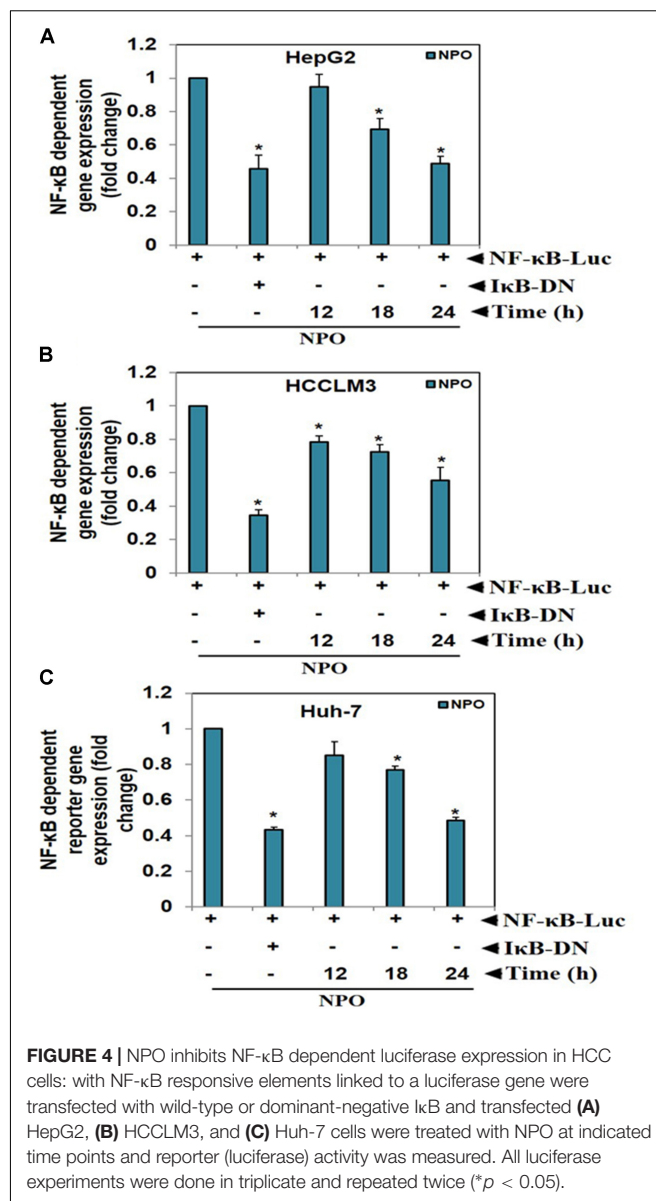 A
1.2
HepG2
NPO
1
0.8
0.6
0.4
0.2
0
NF-κB dependent
gene expression
(fold change)
*
*
*
+ + + + + ◄NF-κB-Luc
- + - - - ◄IκB-DN
- - 12 18 24 ◄Time (h)
NPO
B
1.2
HCCLM3
NPO
1
0.8
0.6
0.4
0.2
0
NF-κB dependent
gene expression
(fold change)
*
*
*
*
+ + + + + ◄NF-κB-Luc
- + - - - ◄IκB-DN
- - 12 18 24 ◄Time (h)
NPO
C
1.2
Huh-7
NPO
1
0.8
0.6
0.4
0.2
0
NF-κB dependent
reporter gene
expression (fold
change)
*
*
*
+ + + + + ◄NF-κB-Luc
- + - - - ◄IκB-DN
- - 12 18 24 ◄Time (h)
NPO
FIGURE 4 | NPO inhibits NF-κB dependent luciferase expression in HCC
cells: with NF-κB responsive elements linked to a luciferase gene were
transfected with wild-type or dominant-negative IκB and transfected (A)
HepG2, (B) HCCLM3, and (C) Huh-7 cells were treated with NPO at indicated
time points and reporter (luciferase) activity was measured. All luciferase
experiments were done in triplicate and repeated twice (*p < 0.05).